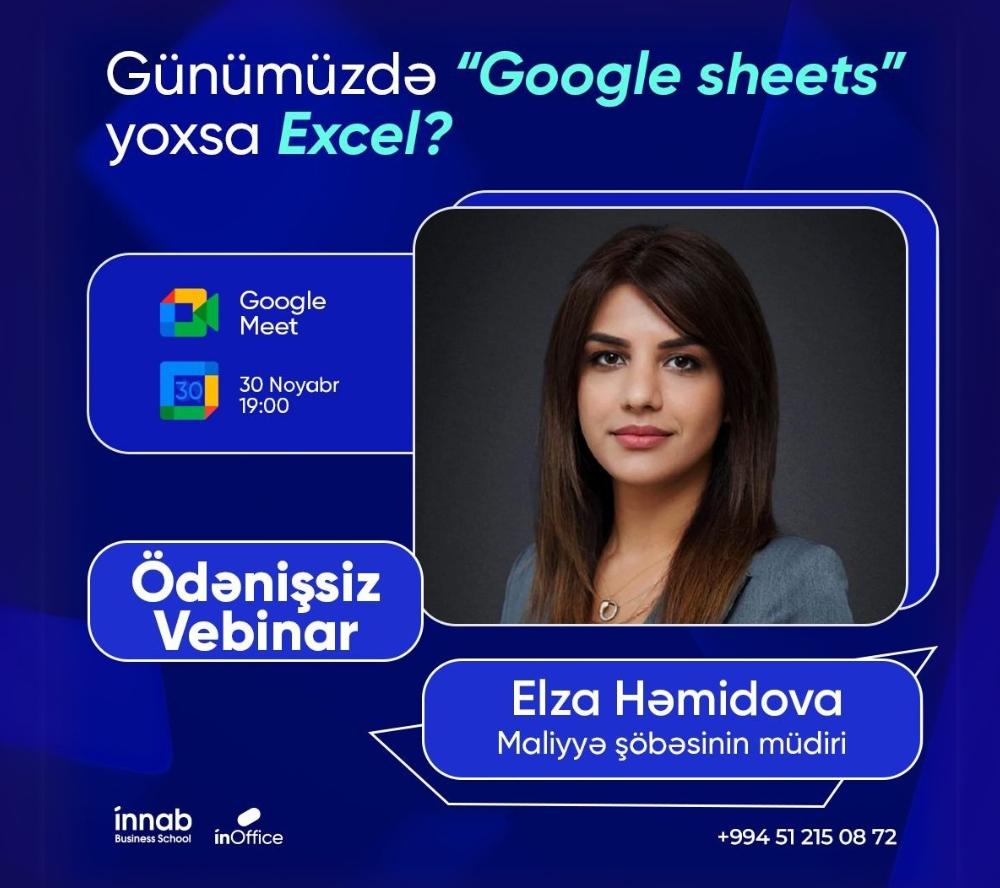 Günümüzdə “Google sheets”
yoxsa Excel?
Google
Meet
30
30 Noyabr
19:00
Ödənişsiz
Vebinar
Elza Həmidova
Maliyyə şöbəsinin müdiri
innab
Business School
inOffice
+994 51 215 08 72